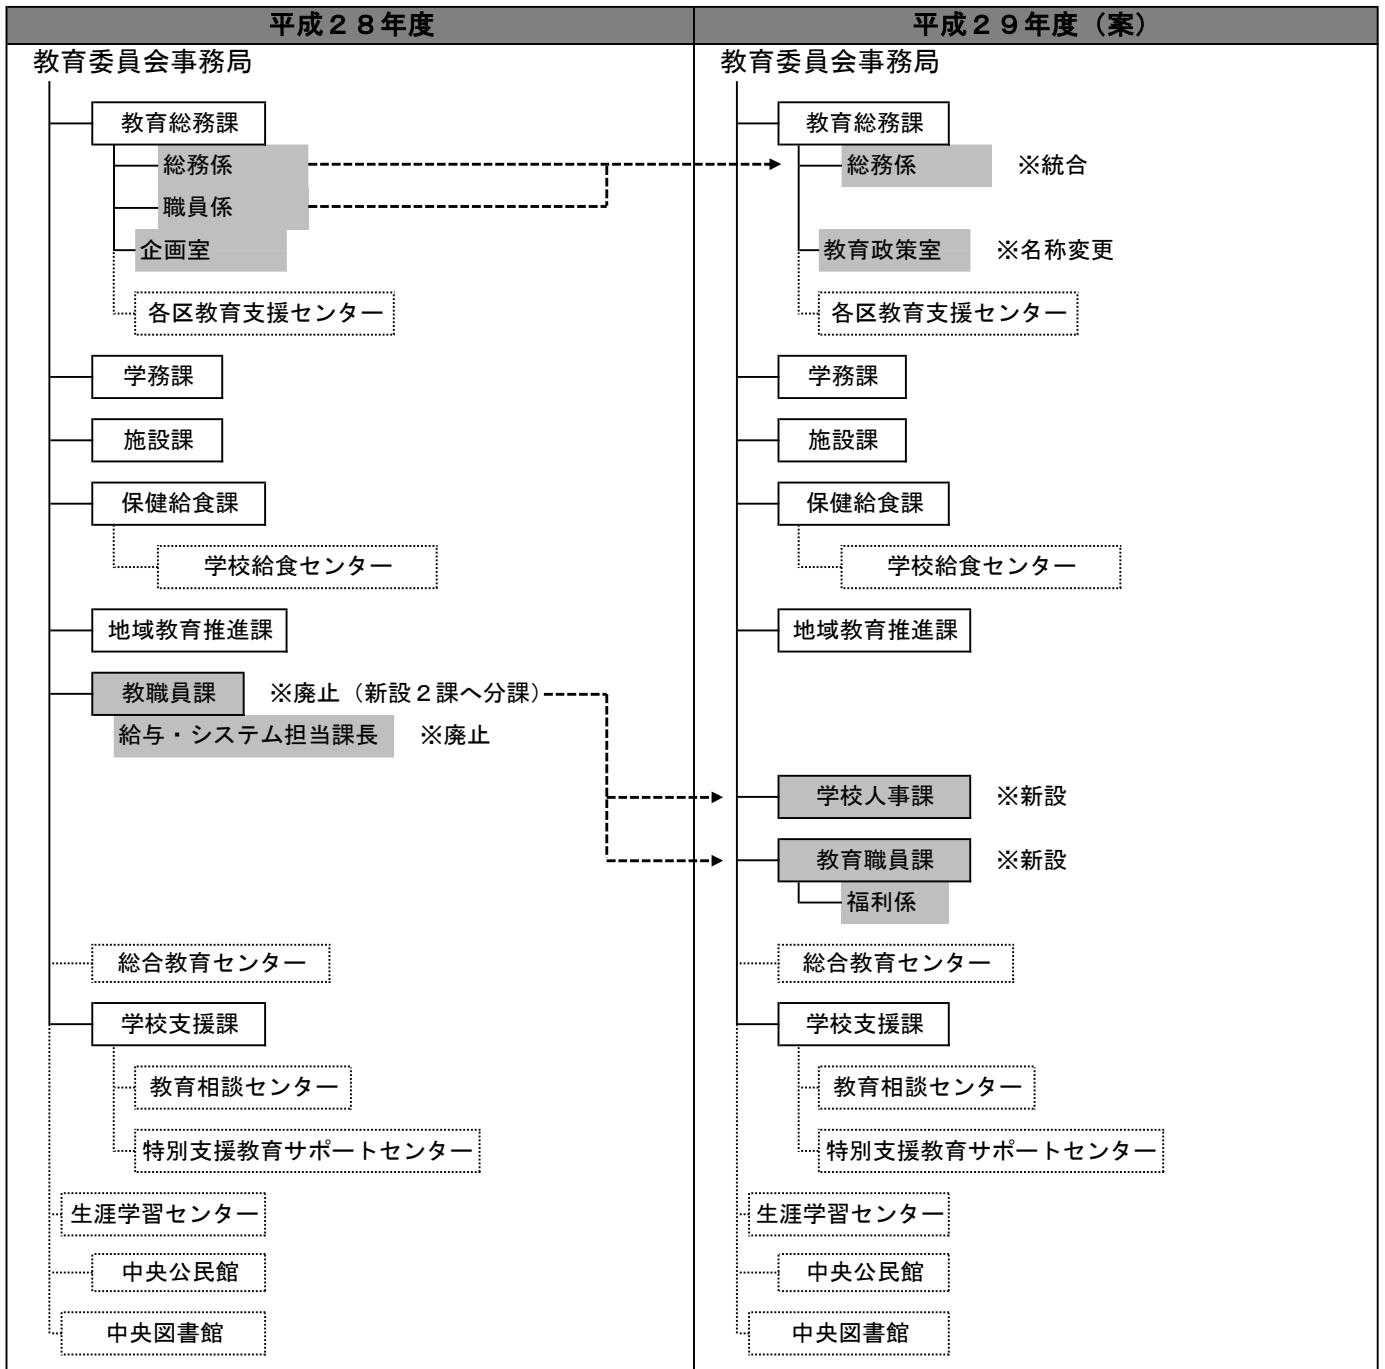 平成２８年度
教育委員会事務局
教育総務課
総務係
職員係
企画室
各区教育支援センター
学務課
施設課
保健給食課
学校給食センター
地域教育推進課
教職員課 ※廃止（新設２課へ分課）
給与・システム担当課長 ※廃止
総合教育センター
学校支援課
教育相談センター
特別支援教育サポートセンター
生涯学習センター
中央公民館
中央図書館
平成２９年度（案）
教育委員会事務局
教育総務課
総務係 ※統合
教育政策室 ※名称変更
各区教育支援センター
学務課
施設課
保健給食課
学校給食センター
地域教育推進課
学校人事課 ※新設
教育職員課 ※新設
福利係
総合教育センター
学校支援課
教育相談センター
特別支援教育サポートセンター
生涯学習センター
中央公民館
中央図書館